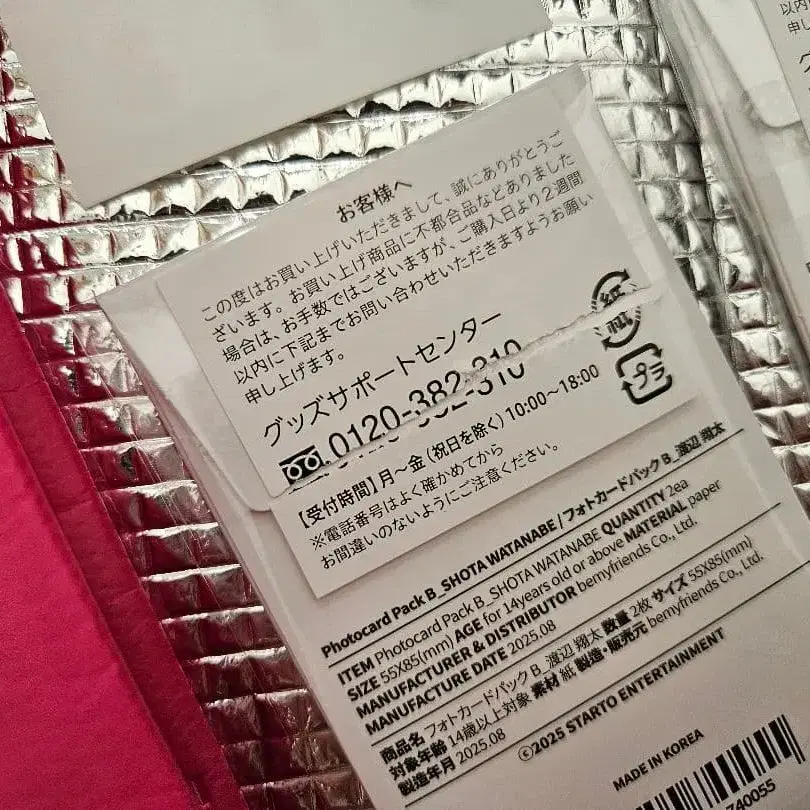 お客様へ
この度はお買い上げいただきまして、誠にありがとうご
ざいます。お買い上げ商品に不都合品などありました
場合は、お手数ではございますが、ご購入日より2週間
以内に下記までお問い合わせいただきますようお願い
申し上げます。
グッズサポートセンター
0120-382-310
【受付時間】月〜金(祝日を除く)10:00〜18:00
※電話番号はよく確かめてから
お間違いのないようにご注意ください。
紙
プラ
Photocard Pack B_SHOTA WATANABE / フォトカードパック B_渡辺 翔太
ITEM Photocard Pack B_SHOTA WATANABE QUANTITY 2ea
SIZE 55X85(mm) AGE for 14years old or above MATERIAL paper
MANUFACTURER & DISTRIBUTOR bemyfriends Co., Ltd.
MANUFACTURE DATE 2025.08
商品名 フォトカードパック B_渡辺 翔太 数量 2枚 サイズ 55X85(mm)
対象年齢 14歳以上対象 素材 紙 製造・販売元 bemyfriends Co., Ltd.
製造年月 2025.08
©2025 STARTO ENTERTAINMENT
MADE IN KOREA
40055
以内
申し